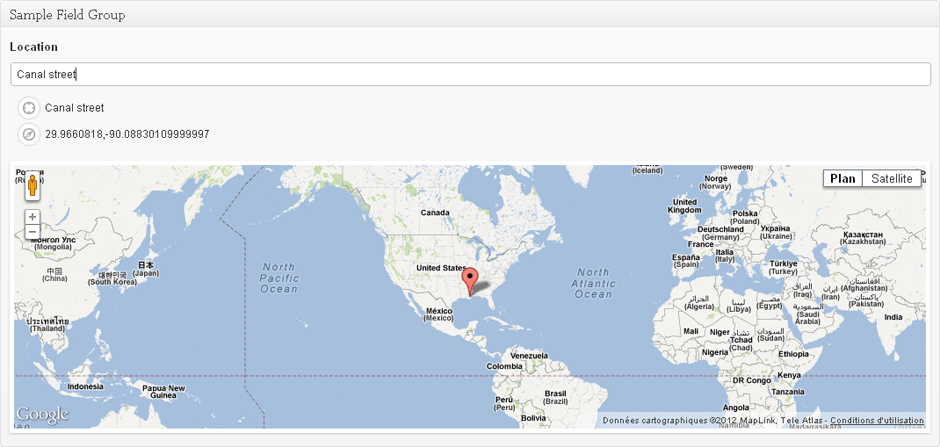 Sample Field Group
Location
Canal street
Canal street
29.9660818,-90.08830109999997
Plan
Satellite
(Iceland)
(Sweden)
Norge
(Norway)
United
Kingdom
Polska
(Poland)
Deutschland
(Germany)
Україна
(Ukraine)
France
Italia
(Italy)
España
(Spain)
Türkiye
(Turkey)
Қазақстан
(Kazakhstan)
Canada
United States
México
(Mexico)
North
Pacific
Ocean
North
Atlantic
Ocean
Монгол Улс
(Mongolia)
中国
(China)
대한민국
(South Korea)
日本
(Japan)
ประเทศไทย
(Thailand)
الجزائر
(Algeria)
ليبيا
(Libya)
مصر
(Egypt)
العراق
(Iraq)
ایران
(Iran)
السعودية
(Saudi
Arabia)
افغانستان
(Afghanistan)
پاکستان
(Pakistan)
India
Mali
Niger
تشاد
Tchad
(Chad)
السودان
(Sudan)
Nigeria
Ethiopia
Kenya
DR Congo
Tanzania
Angola
Namibia
Madagasikara
Venezuela
Colombia
Perú
(Peru)
Brasil
(Brazil)
Bolivia
Indonesia
Papua New
Guinea
Google
Données cartographiques ©2012 MapLink, Tele Atlas - Conditions d'utilisation